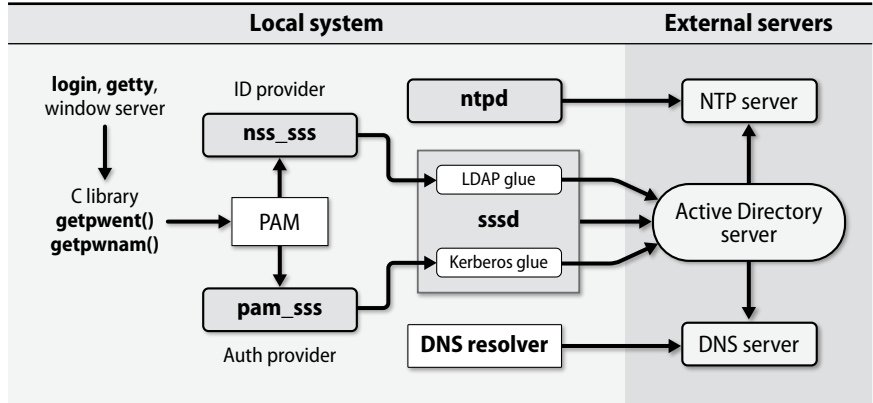 Local system
External servers
login, getty,
window server
ID provider
nss_sss
ntpd
NTP server
C library
getpwent()
getpwnam()
PAM
LDAP glue
sssd
Kerberos glue
Active Directory
server
pam_sss
Auth provider
DNS resolver
DNS server